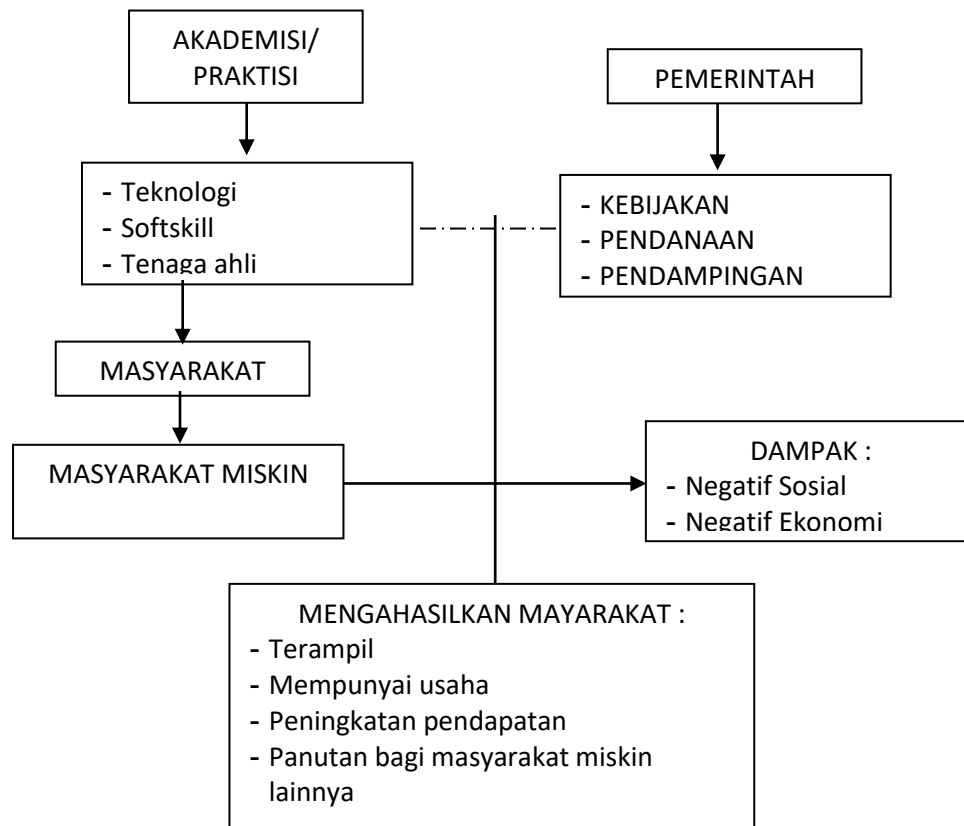 AKADEMISI/
PRAKTISI
PEMERINTAH
- Teknologi
- Softskill
- Tenaga ahli
- KEBIJAKAN
- PENDANAAN
- PENDAMPINGAN
MASYARAKAT
MASYARAKAT MISKIN
DAMPAK :
- Negatif Sosial
- Negatif Ekonomi
MENGAHASILKAN MAYARAKAT :
- Terampil
- Mempunyai usaha
- Peningkatan pendapatan
- Panutan bagi masyarakat miskin
lainnya